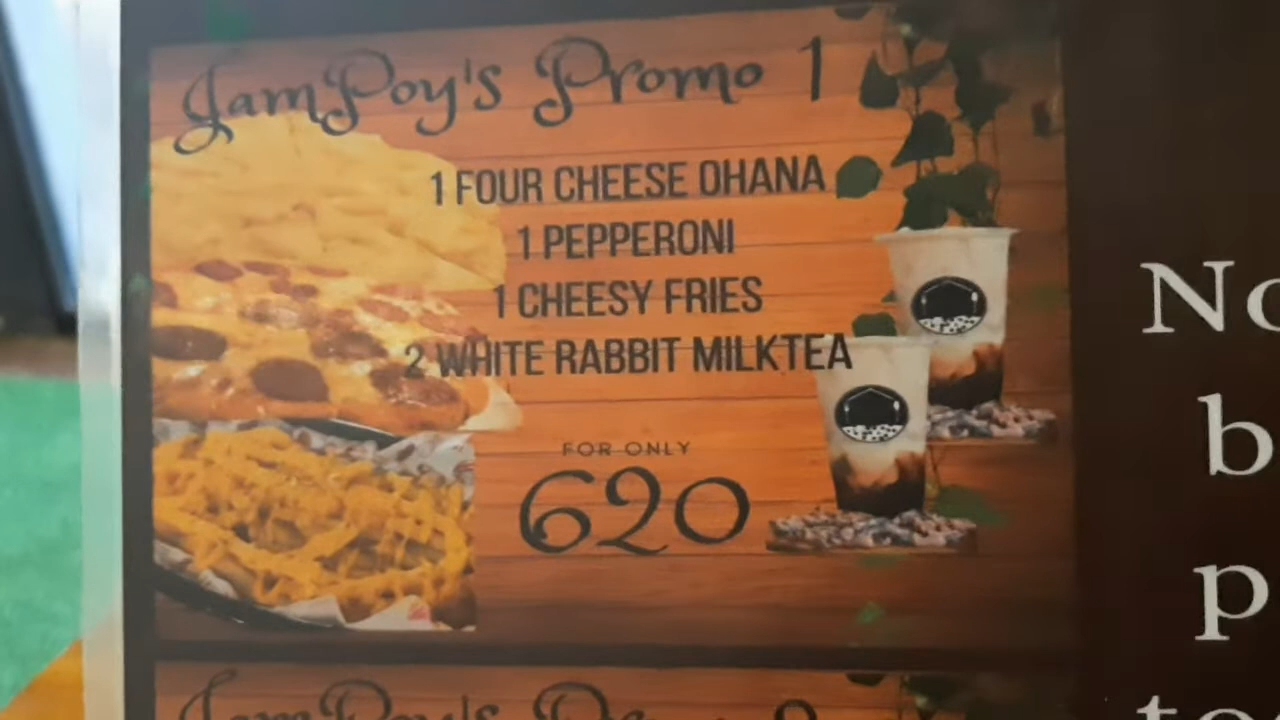 JamPoy's Promo 1
1 FOUR CHEESE OHANA
1 PEPPERONI
1 CHEESY FRIES
2 WHITE RABBIT MILKTEA
FOR ONLY
620